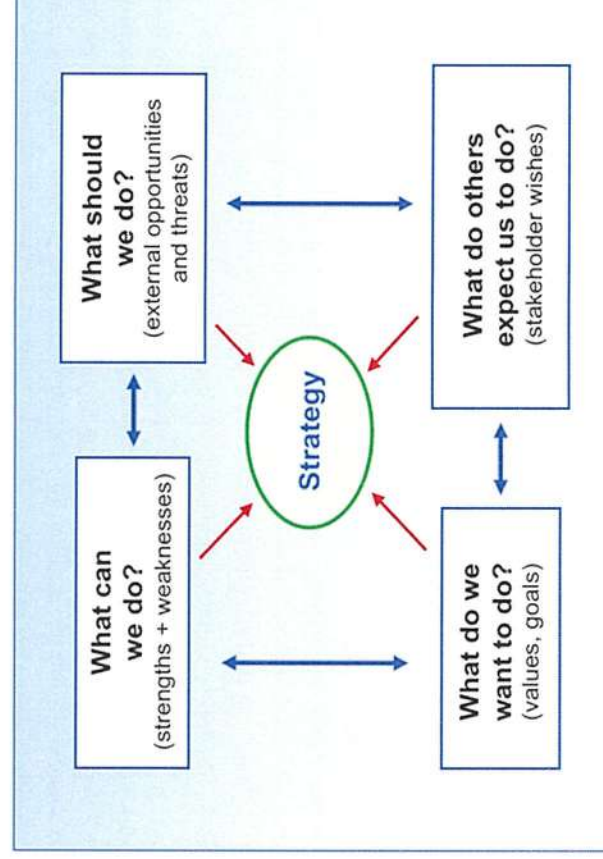 What can
we do?
(strengths + weaknesses)
What should
we do?
(external opportunities
and threats)
Strategy
What do we
want to do?
(values, goals)
What do others
expect us to do?
(stakeholder wishes)